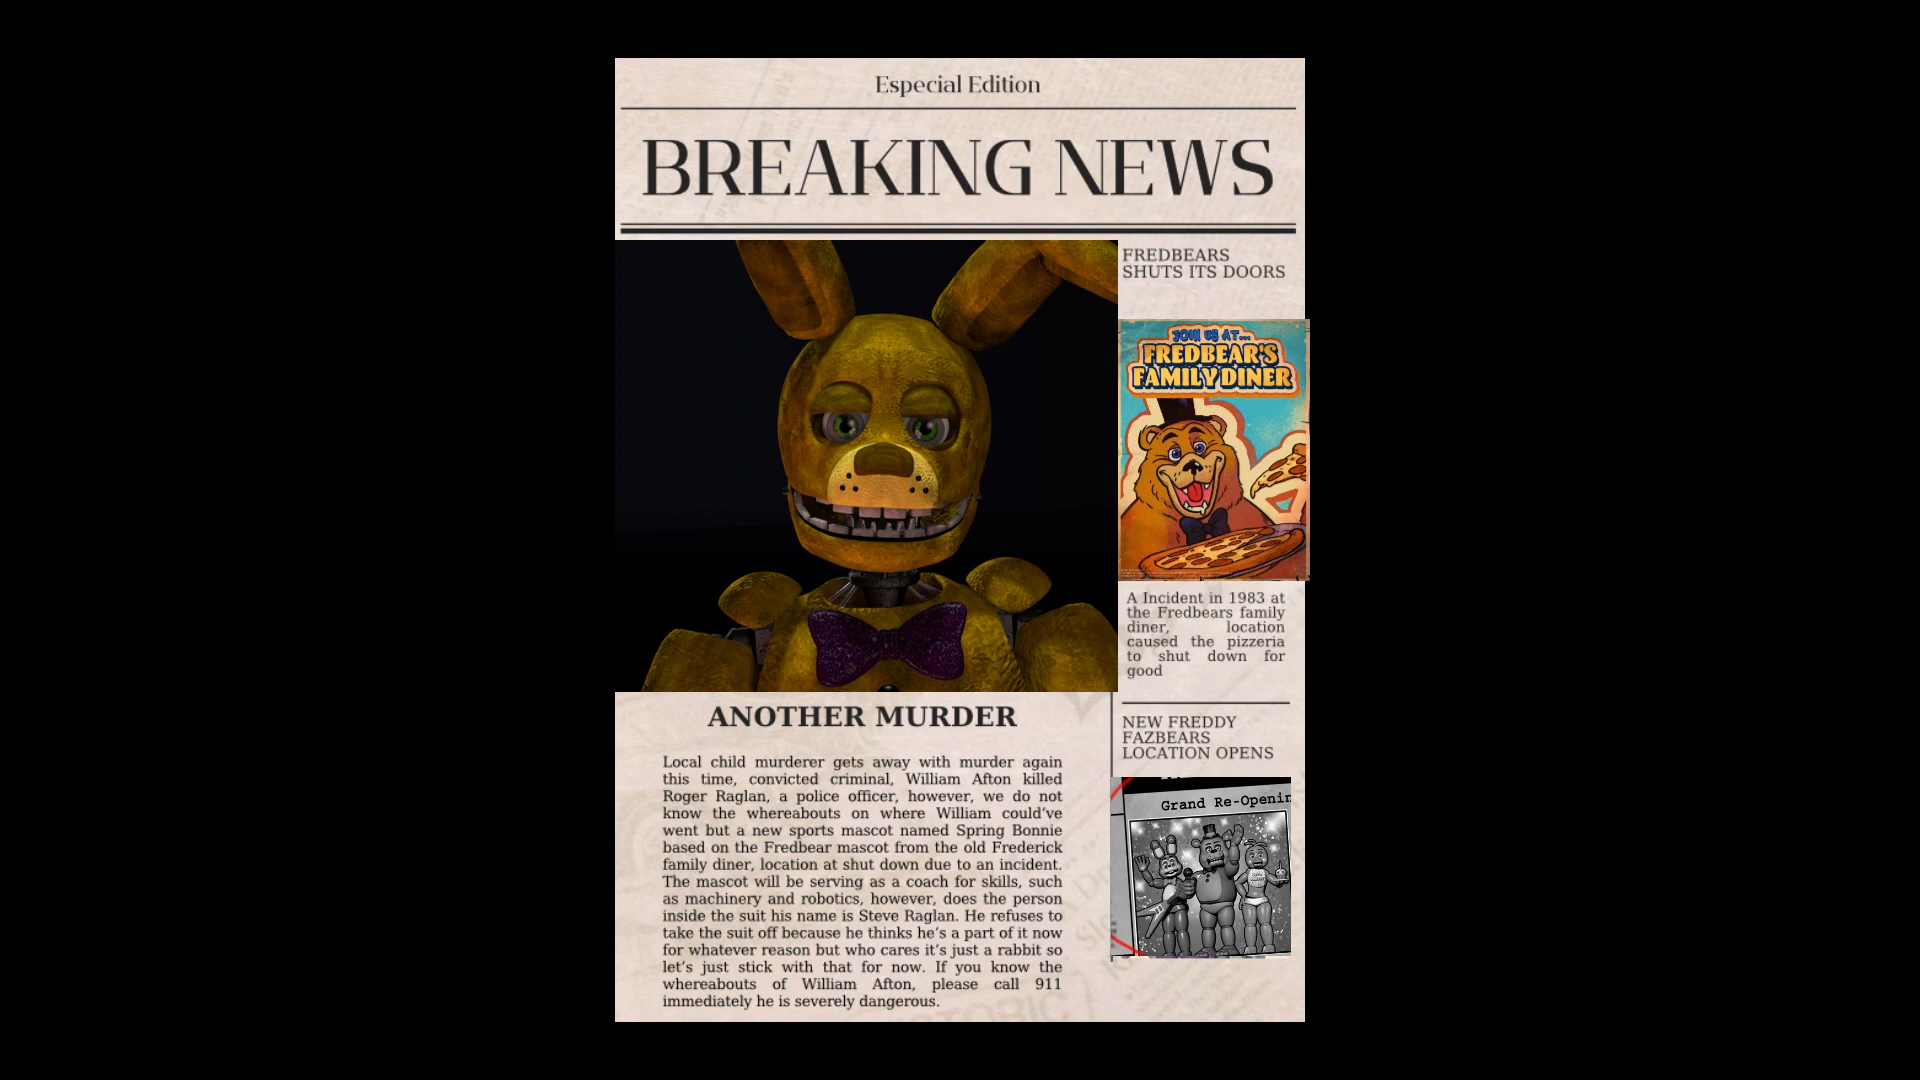 Especial Edition
BREAKING NEWS
FREDBEARS
SHUTS ITS DOORS
JOIN US AT...
FREDBEAR'S
FAMILY DINER
A Incident in 1983 at
the Fredbears family
diner, location
caused the pizzeria
to shut down for
good
ANOTHER MURDER
Local child murderer gets away with murder again
this time, convicted criminal, William Afton killed
Roger Raglan, a police officer, however, we do not
know the whereabouts on where William could've
went but a new sports mascot named Spring Bonnie
based on the Fredbear mascot from the old Frederick
family diner, location at shut down due to an incident.
The mascot will be serving as a coach for skills, such
as machinery and robotics, however, does the person
inside the suit his name is Steve Raglan. He refuses to
take the suit off because he thinks he's a part of it now
for whatever reason but who cares it's just a rabbit so
let's just stick with that for now. If you know the
whereabouts of William Afton, please call 911
immediately he is severely dangerous.
NEW FREDDY
FAZBEARS
LOCATION OPENS
Grand Re-Openin